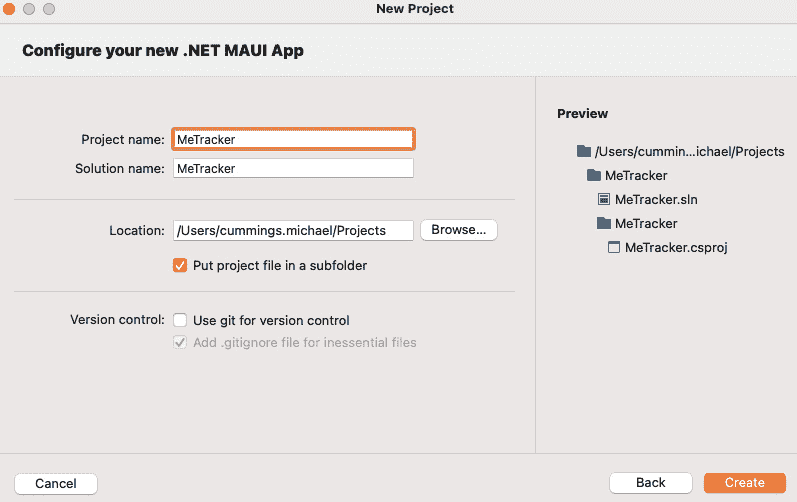 New Project
Configure your new .NET MAUI App
Project name: MeTracker
Solution name: MeTracker
Location: /Users/cummings.michael/Projects Browse...
Put project file in a subfolder
Version control: Use git for version control
Add .gitignore file for inessential files
Preview
/Users/cummin...ichael/Projects
MeTracker
MeTracker.sln
MeTracker
MeTracker.csproj
Cancel Back Create